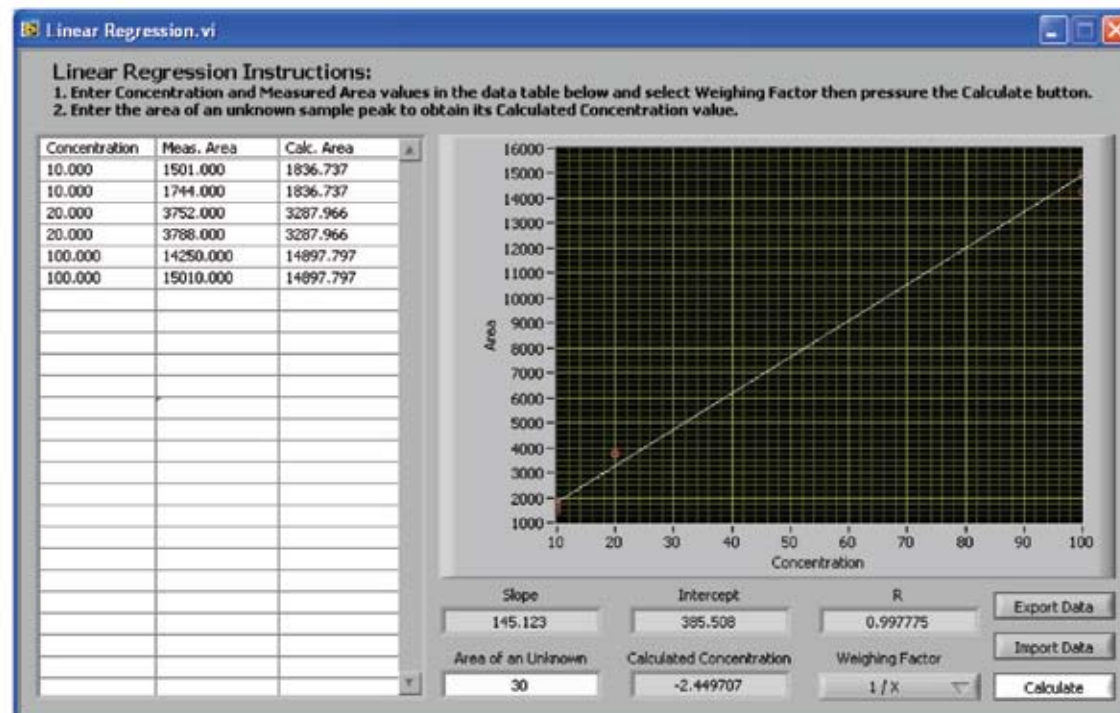 Linear Regression.vi
Linear Regression Instructions:
1. Enter Concentration and Measured Area values in the data table below and select Weighing Factor then pressure the Calculate button.
2. Enter the area of an unknown sample peak to obtain its Calculated Concentration value.
Concentration Meas. Area Calc. Area
10.000 1501.000 1836.737
10.000 1744.000 1836.737
20.000 3752.000 3287.966
20.000 3788.000 3287.966
100.000 14250.000 14897.797
100.000 15010.000 14897.797
16000
15000
14000
13000
12000
11000
10000
9000
8000
7000
6000
5000
4000
3000
2000
1000
Area
10 20 30 40 50 60 70 80 90 100
Concentration
Slope Intercept R
145.123 385.508 0.997775
Export Data
Import Data
Area of an Unknown Calculated Concentration Weighing Factor
30 -2.449707 1 / X Calculate